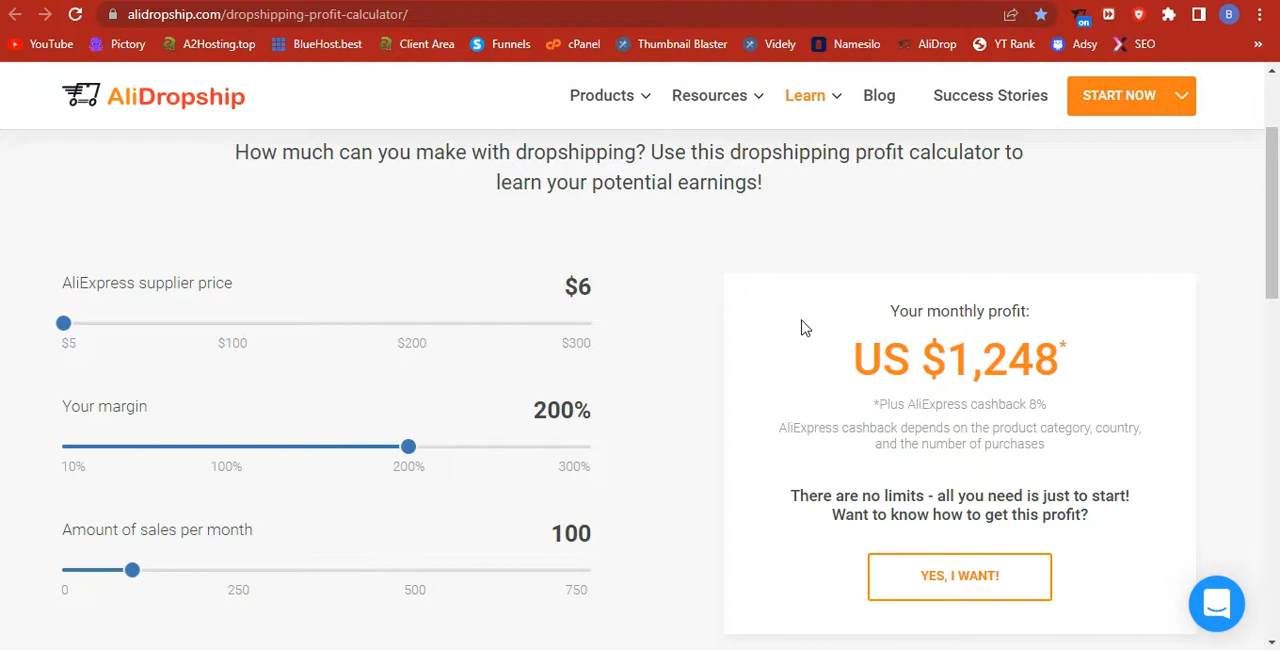 alidropship.com/dropshipping-profit-calculator/
on
B
YouTube
Pictory
A2Hosting.top
BlueHost.best
Client Area
Funnels
cPanel
Thumbnail Blaster
Videly
Namesilo
AliDrop
YT Rank
Adsy
SEO
»
AliDropship
Products
Resources
Learn
Blog
Success Stories
START NOW
How much can you make with dropshipping? Use this dropshipping profit calculator to
learn your potential earnings!
AliExpress supplier price
$6
$5
$100
$200
$300
Your margin
200%
10%
100%
200%
300%
Amount of sales per month
100
0
250
500
750
Your monthly profit:
US $1,248*
*Plus AliExpress cashback 8%
AliExpress cashback depends on the product category, country,
and the number of purchases
There are no limits - all you need is just to start!
Want to know how to get this profit?
YES, I WANT!